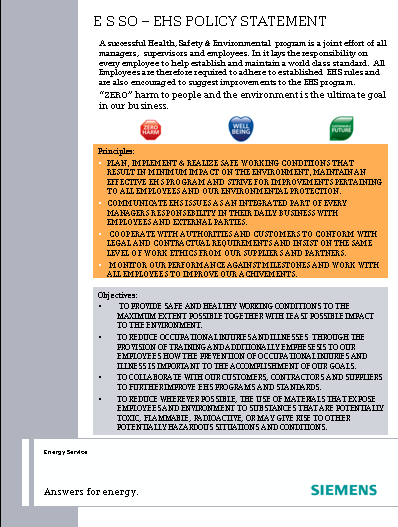 E S SO – EHS POLICY STATEMENT
A successful Health, Safety & Environmental program is a joint effort of all
managers, supervisors and employees. In it lays the responsibility on
every employee to help establish and maintain a world class standard. All
Employees are therefore required to adhere to established EHS rules and
are also encouraged to suggest improvements to the EHS program.
"ZERO" harm to people and the environment is the ultimate goal
in our business.
ZERO HARM
WELL BEING
FUTURE
Principles:
• PLAN, IMPLEMENT & REALIZE SAFE WORKING CONDITIONS THAT
RESULT IN MINIMUM IMPACT ON THE ENVIRONMENT, MAINTAIN AN
EFFECTIVE EHS PROGRAM AND STRIVE FOR IMPROVEMENTS PERTAINING
TO ALL EMPLOYEES AND OUR ENVIRONMENTAL PROTECTION.
• COMMUNICATE EHS ISSUES AS AN INTEGRATED PART OF EVERY
MANAGERS RESPONSEBILITY IN THEIR DAILY BUSINESS WITH
EMPLOYEES AND EXTERNAL PARTIES.
• COOPERATE WITH AUTHORITIES AND CUSTOMERS TO CONFORM WITH
LEGAL AND CONTRACTUAL REQUIREMENTS AND INSIST ON THE SAME
LEVEL OF WORK ETHICS FROM OUR SUPPLIERS AND PARTNERS.
• MONITOR OUR PERFORMANCE AGAINST MILESTONES AND WORK WITH
ALL EMPLOYEES TO IMPROVE OUR ACHIVEMENTS.
Objectives:
• TO PROVIDE SAFE AND HEALTHY WORKING CONDITIONS TO THE
MAXIMUM EXTENT POSSIBLE TOGETHER WITH LEAST POSSIBLE IMPACT
TO THE ENVIRONMENT.
• TO REDUCE OCCUPATIONAL INJURIES AND ILLNESSES THROUGH THE
PROVISION OF TRAINING AND ADDITIONALLY EMPHESESIS TO OUR
EMPLOYEES HOW THE PREVENTION OF OCCUPATIONAL INJURIES AND
ILLNESS IS IMPORTANT TO THE ACCOMPLISHMENT OF OUR GOALS.
• TO COLLABORATE WITH OUR CUSTOMERS, CONTRACTORS AND SUPPLIERS
TO FURTHER IMPROVE EHS PROGRAMS AND STANDARDS.
• TO REDUCE WHEREVER POSSIBLE, THE USE OF MATERIALS THAT EXPOSE
EMPLOYEES AND ENVIRONMENT TO SUBSTANCES THAT ARE POTENTIALLY
TOXIC, FLAMMABLE, RADIOACTIVE, OR MAY GIVE RISE TO OTHER
POTENTIALLY HAZARDOUS SITUATIONS AND CONDITIONS.
Energy Service
Answers for energy.
SIEMENS